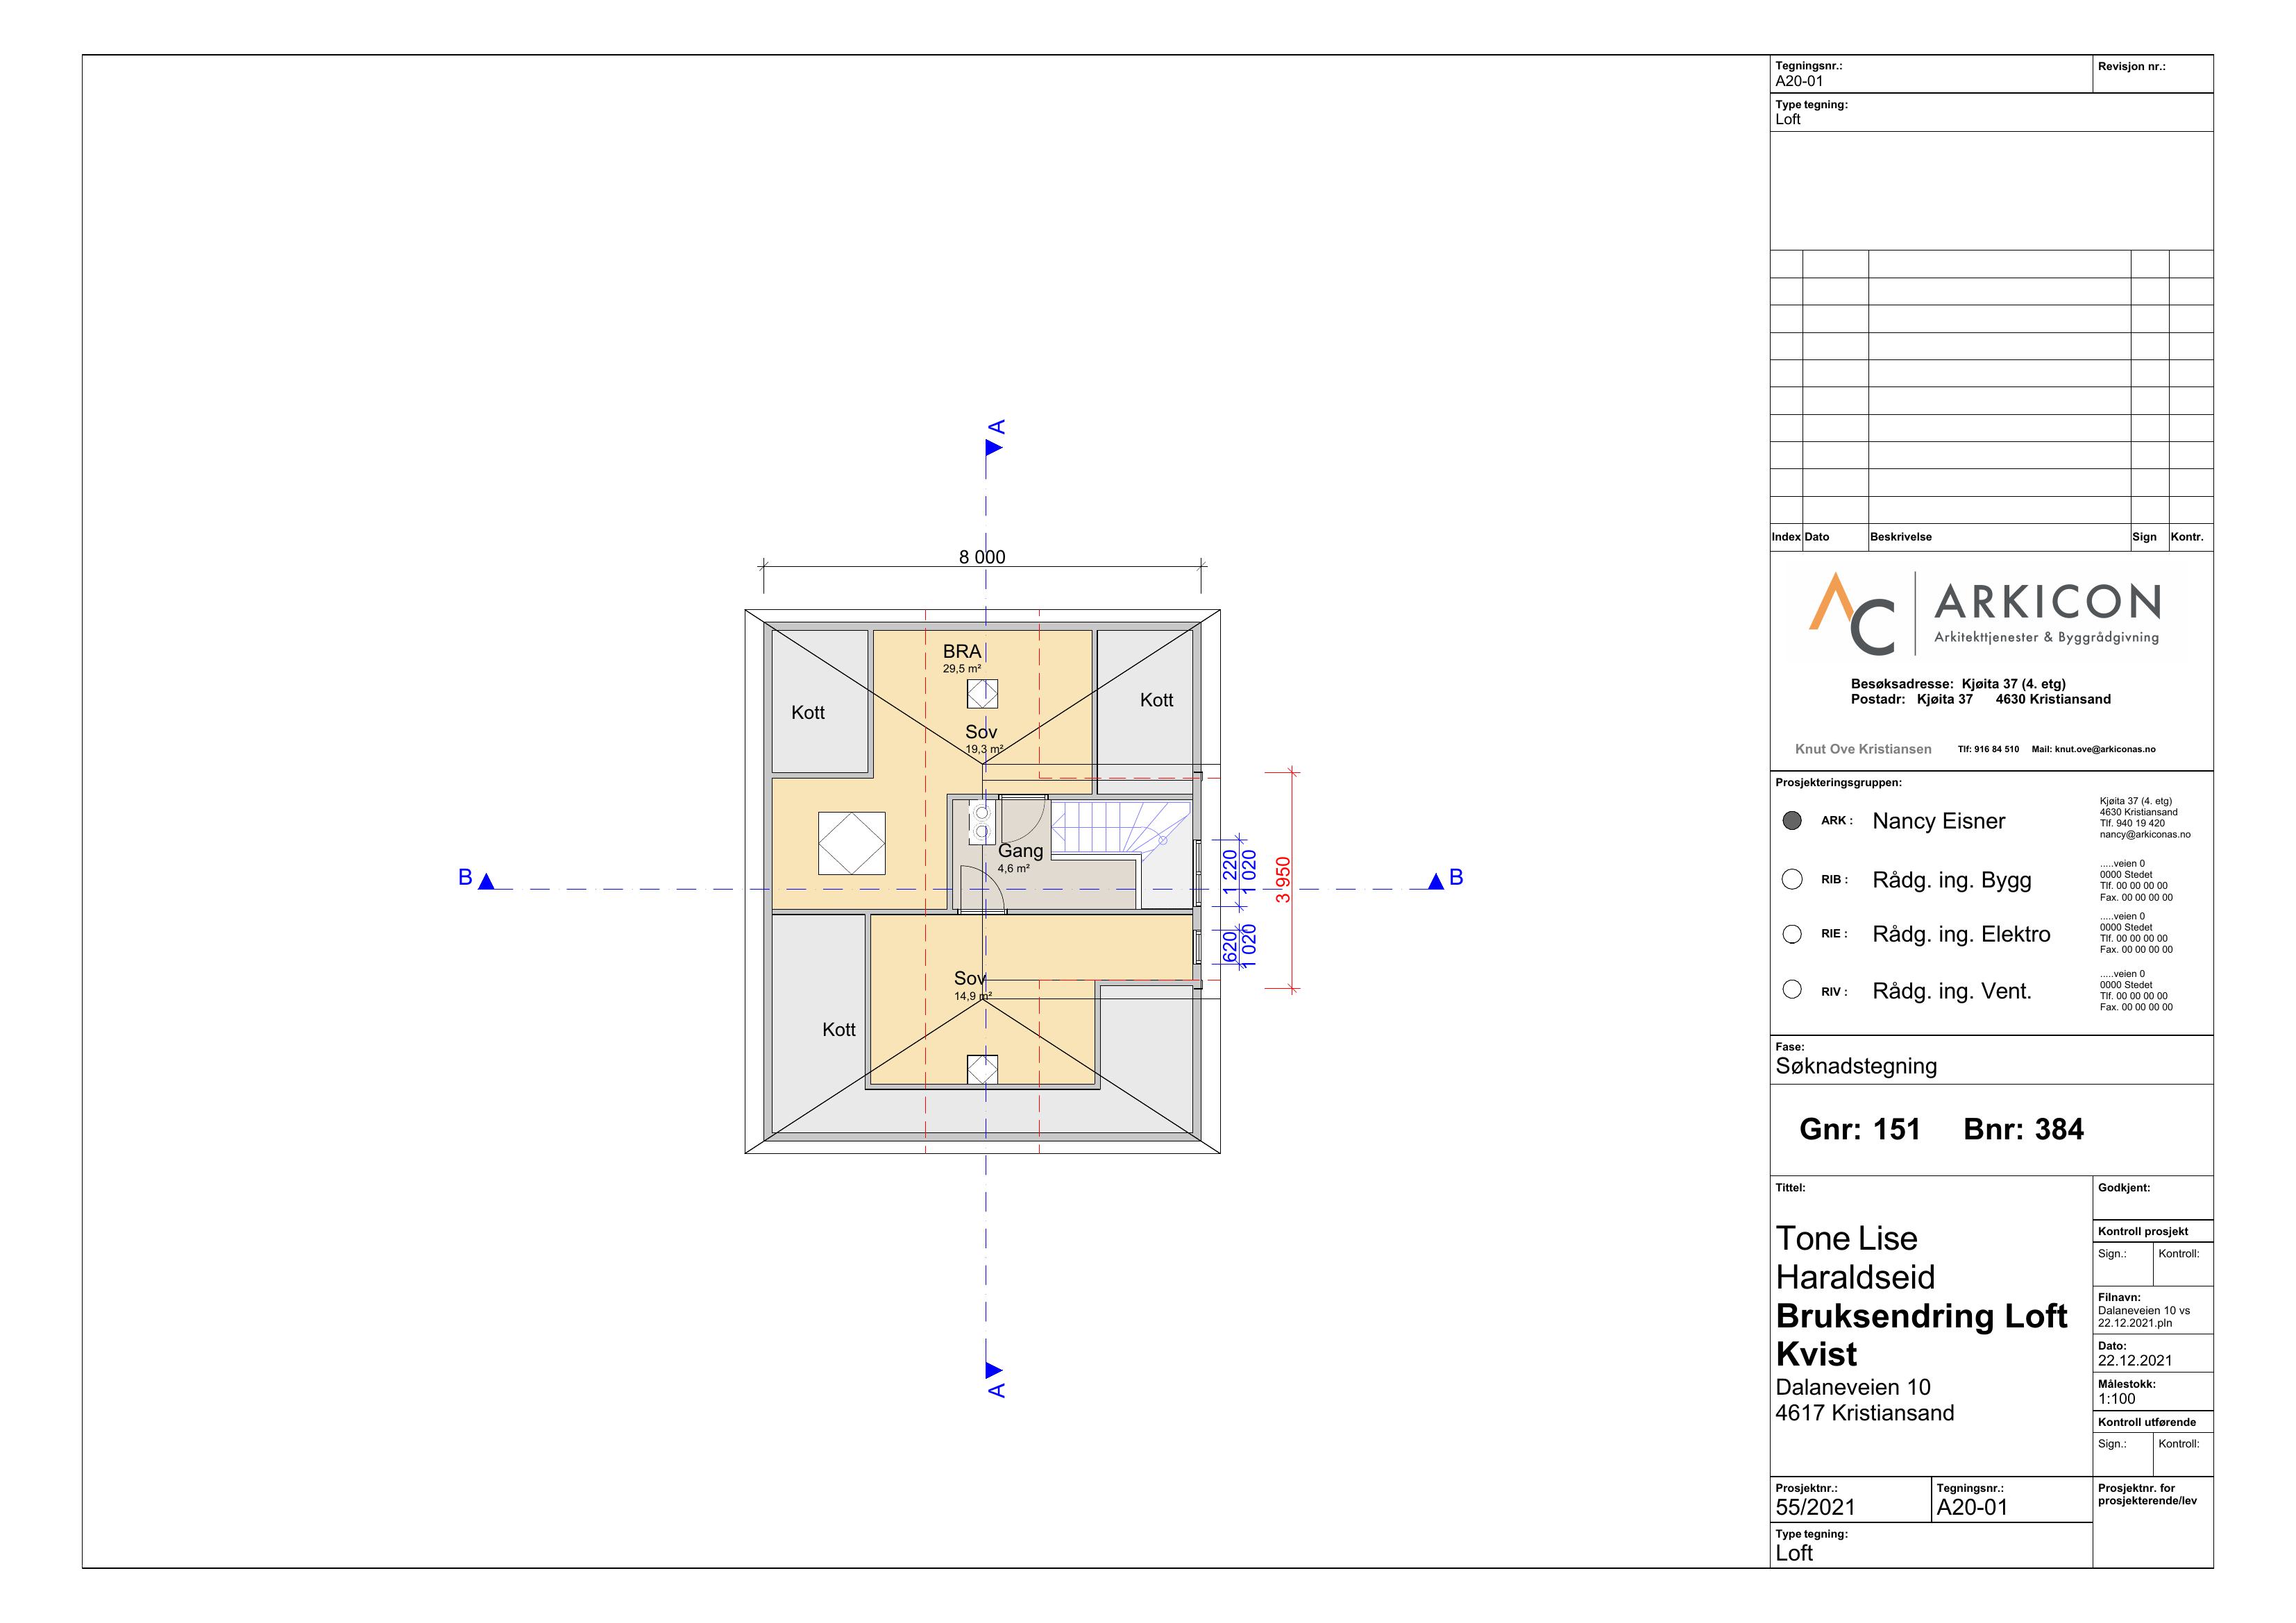 A
8 000
BRA
29,5 m²
Kott
Kott
Sov
19,3 m²
Gang
4,6 m²
B
B
1 220
1 020
3 950
620
1 020
Sov
14,9 m²
Kott
A
Tegningsnr.:
A20-01
Revisjon nr.:
Type tegning:
Loft
Index Dato Beskrivelse Sign Kontr.
AC ARKICON
Arkitekttjenester & Byggrådgivning
Besøksadresse: Kjøita 37 (4. etg)
Postadr: Kjøita 37 4630 Kristiansand
Knut Ove Kristiansen Tlf: 916 84 510 Mail: knut.ove@arkiconas.no
Prosjekteringsgruppen:
ARK : Nancy Eisner
Kjøita 37 (4. etg)
4630 Kristiansand
Tlf. 940 19 420
nancy@arkiconas.no
RIB : Rådg. ing. Bygg
.....veien 0
0000 Stedet
Tlf. 00 00 00 00
Fax. 00 00 00 00
RIE : Rådg. ing. Elektro
.....veien 0
0000 Stedet
Tlf. 00 00 00 00
Fax. 00 00 00 00
RIV : Rådg. ing. Vent.
.....veien 0
0000 Stedet
Tlf. 00 00 00 00
Fax. 00 00 00 00
Fase:
Søknadstegning
Gnr: 151 Bnr: 384
Tittel:
Tone Lise
Haraldseid
Bruksendring Loft
Kvist
Dalaneveien 10
4617 Kristiansand
Godkjent:
Kontroll prosjekt
Sign.: Kontroll:
Filnavn:
Dalaneveien 10 vs
22.12.2021.pln
Dato:
22.12.2021
Målestokk:
1:100
Kontroll utførende
Sign.: Kontroll:
Prosjektnr.:
55/2021
Tegningsnr.:
A20-01
Prosjektnr. for
prosjekterende/lev
Type tegning:
Loft